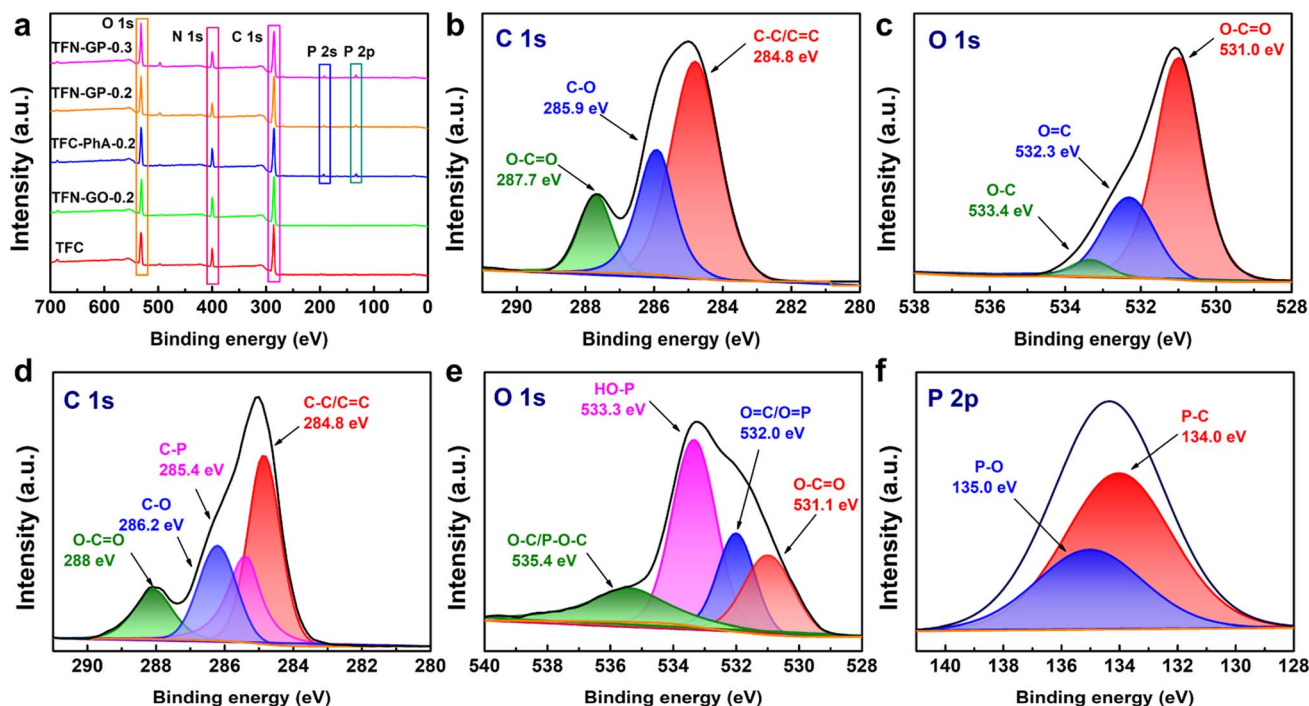 a
O 1s
N 1s
C 1s
P 2s P 2p
TFN-GP-0.3
TFN-GP-0.2
TFC-PhA-0.2
TFN-GO-0.2
TFC
Intensity (a.u.)
700 600 500 400 300 200 100 0
Binding energy (eV)
b
C 1s
C-C/C=C
284.8 eV
C-O
285.9 eV
O-C=O
287.7 eV
Intensity (a.u.)
290 288 286 284 282 280
Binding energy (eV)
c
O 1s
O-C=O
531.0 eV
O=C
532.3 eV
O-C
533.4 eV
Intensity (a.u.)
538 536 534 532 530 528
Binding energy (eV)
d
C 1s
C-C/C=C
284.8 eV
C-P
285.4 eV
C-O
286.2 eV
O-C=O
288 eV
Intensity (a.u.)
290 288 286 284 282 280
Binding energy (eV)
e
O 1s
HO-P
533.3 eV
O=C/O=P
532.0 eV
O-C=O
531.1 eV
O-C/P-O-C
535.4 eV
Intensity (a.u.)
540 538 536 534 532 530 528
Binding energy (eV)
f
P 2p
P-C
134.0 eV
P-O
135.0 eV
Intensity (a.u.)
140 138 136 134 132 130 128
Binding energy (eV)